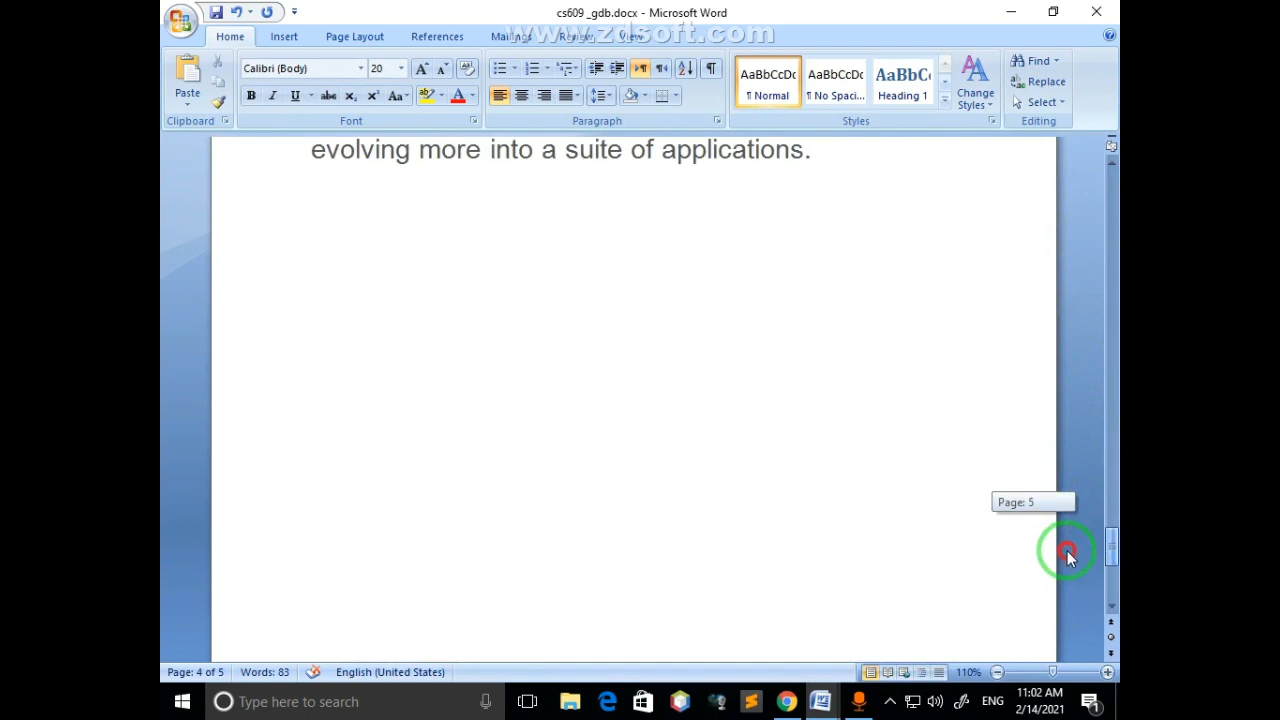 cs609 _gdb.docx - Microsoft Word
Home Insert Page Layout References Mailings Review View
www.zdsoft.com
Calibri (Body) 20
AaBbCcDc AaBbCcDc AaBbC
Find
Replace
Select
Paste
¶ Normal ¶ No Spaci... Heading 1
Change Styles
Clipboard Font Paragraph Styles Editing
evolving more into a suite of applications.
Page: 5
Page: 4 of 5 Words: 83 English (United States) 110%
Type here to search
ENG
11:02 AM
2/14/2021